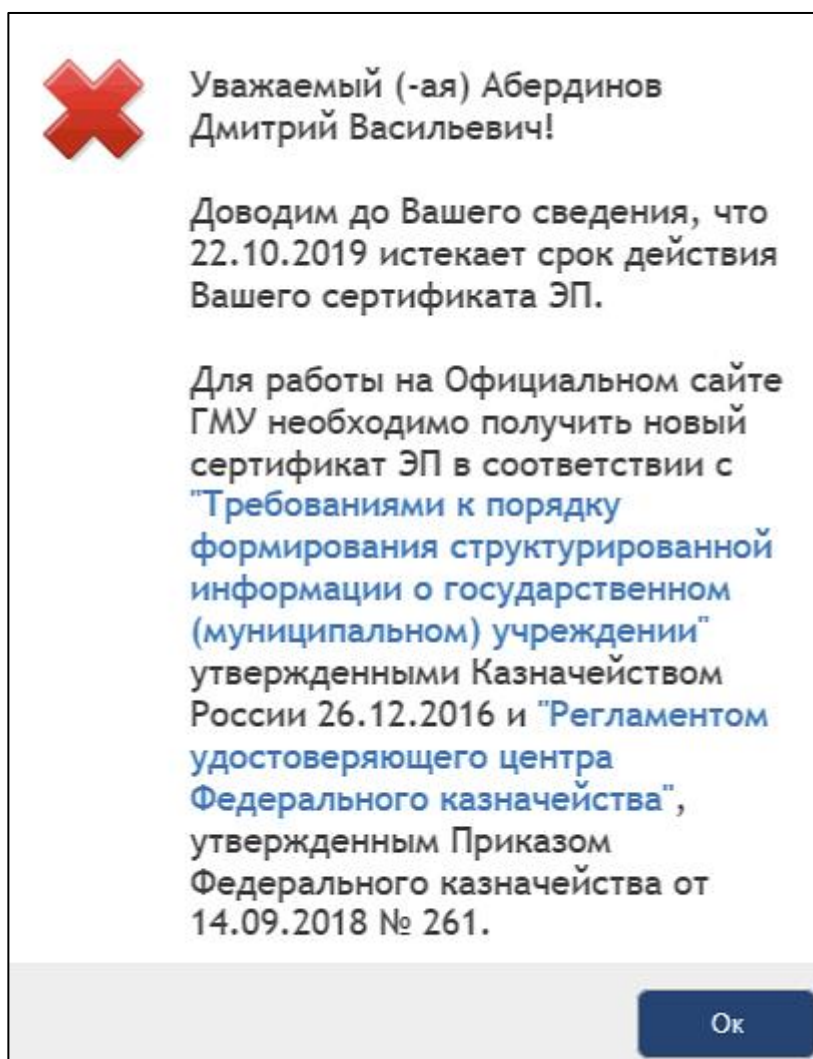 Уважаемый (-ая) Абердинов
Дмитрий Васильевич!
Доводим до Вашего сведения, что
22.10.2019 истекает срок действия
Вашего сертификата ЭП.
Для работы на Официальном сайте
ГМУ необходимо получить новый
сертификат ЭП в соответствии с
"Требованиями к порядку
формирования структурированной
информации о государственном
(муниципальном) учреждении"
утвержденными Казначейством
России 26.12.2016 и "Регламентом
удостоверяющего центра
Федерального казначейства",
утвержденным Приказом
Федерального казначейства от
14.09.2018 № 261.
Ок